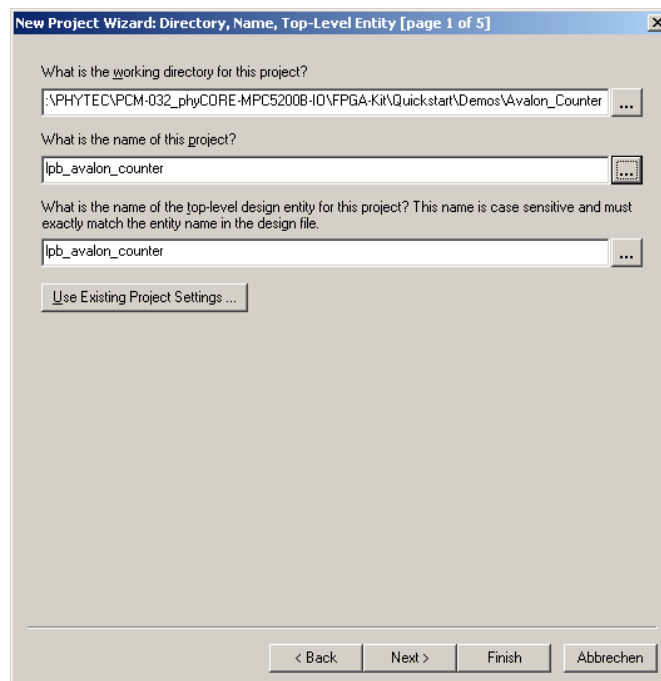 New Project Wizard: Directory, Name, Top-Level Entity [page 1 of 5]
What is the working directory for this project?
:\PHYTEC\PCM-032_phyCORE-MPC5200B-IO\FPGA-Kit\Quickstart\Demos\Avalon_Counter
...
What is the name of this project?
lpb_avalon_counter
...
What is the name of the top-level design entity for this project? This name is case sensitive and must
exactly match the entity name in the design file.
lpb_avalon_counter
...
Use Existing Project Settings ...
< Back
Next >
Finish
Abbrechen